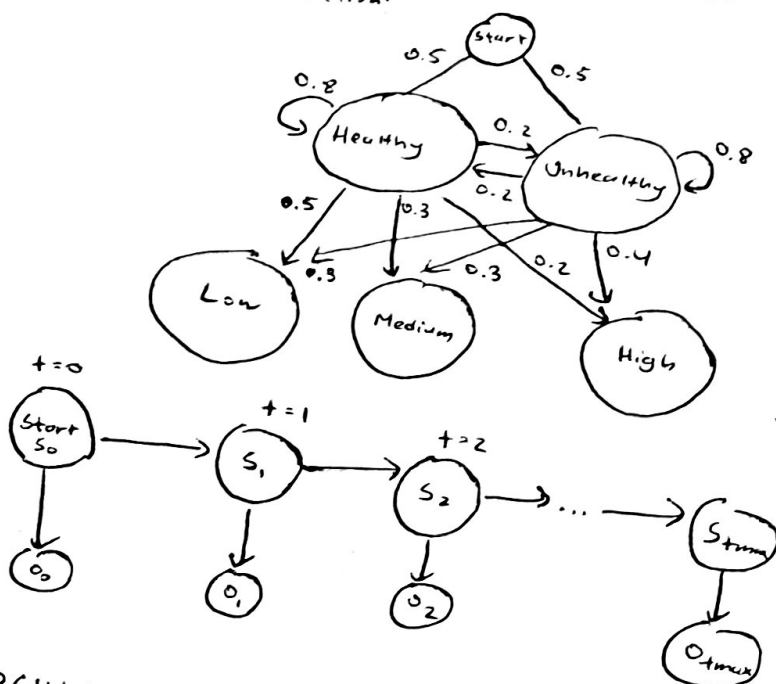 Start
0.5 0.5
0.8
Healthy 0.2 0.8
0.2 Unhealthy
0.5 0.3
0.3 0.3 0.2 0.4
Low Medium High
t=0
t=1
t=2
Start
S0
S1
S2
...
Stmax
O0
O1
O2
Otmax